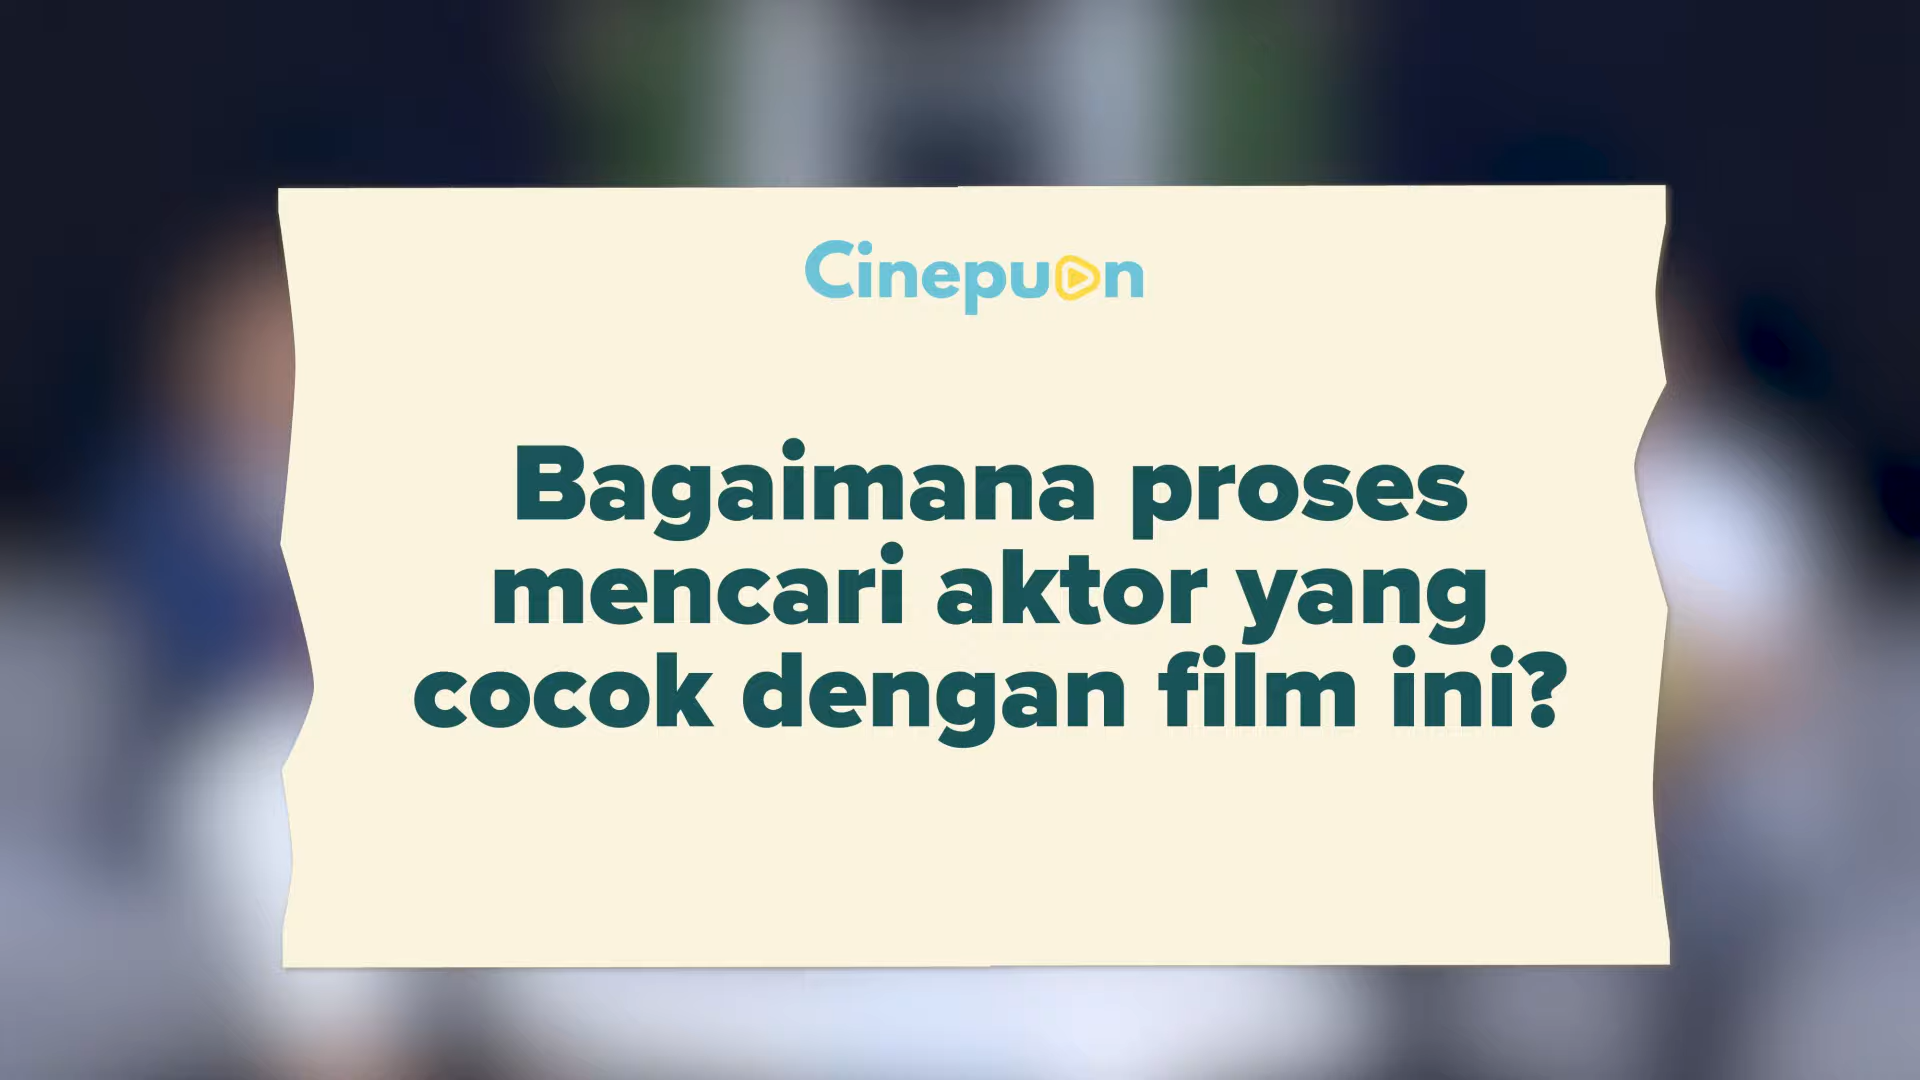 Cinepuan
Bagaimana proses
mencari aktor yang
cocok dengan film ini?